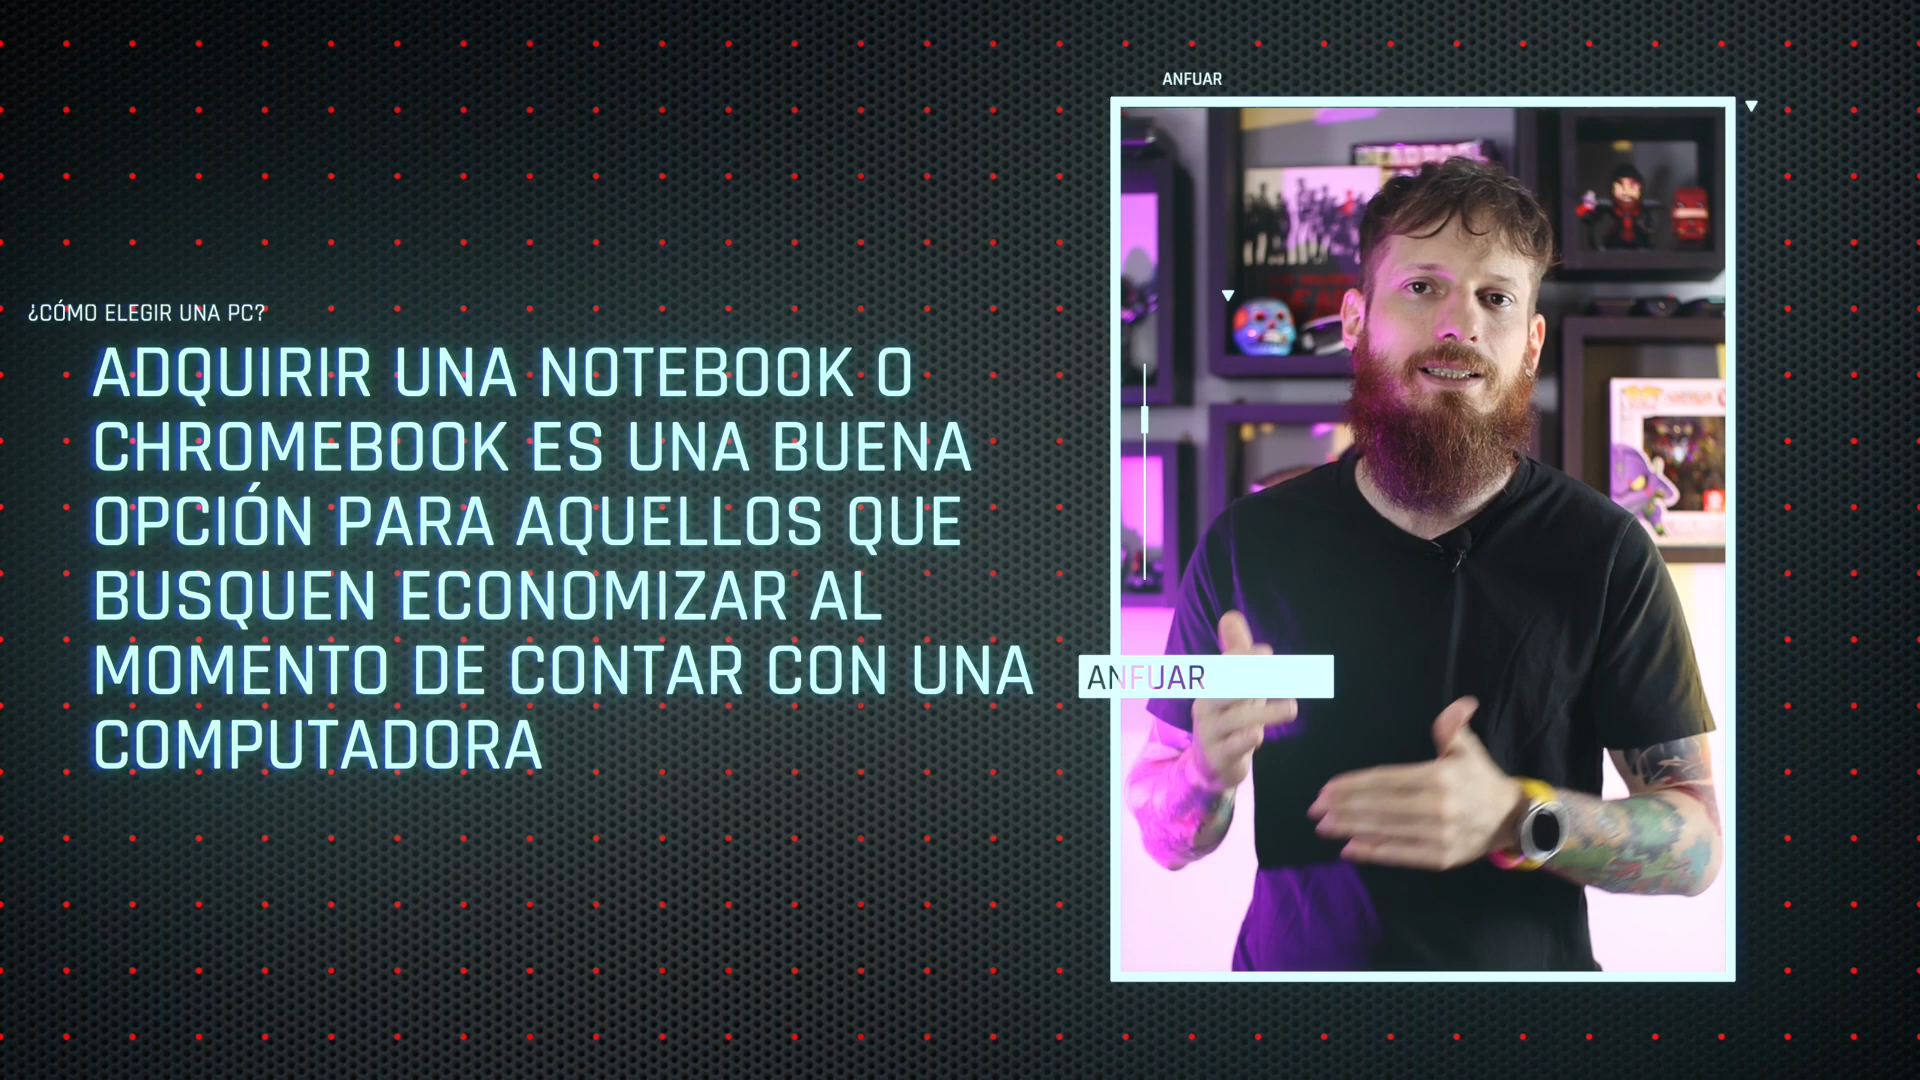 ANFUAR
¿CÓMO ELEGIR UNA PC?
ADQUIRIR UNA NOTEBOOK O
CHROMEBOOK ES UNA BUENA
OPCIÓN PARA AQUELLOS QUE
BUSQUEN ECONOMIZAR AL
MOMENTO DE CONTAR CON UNA
COMPUTADORA
ANFUAR